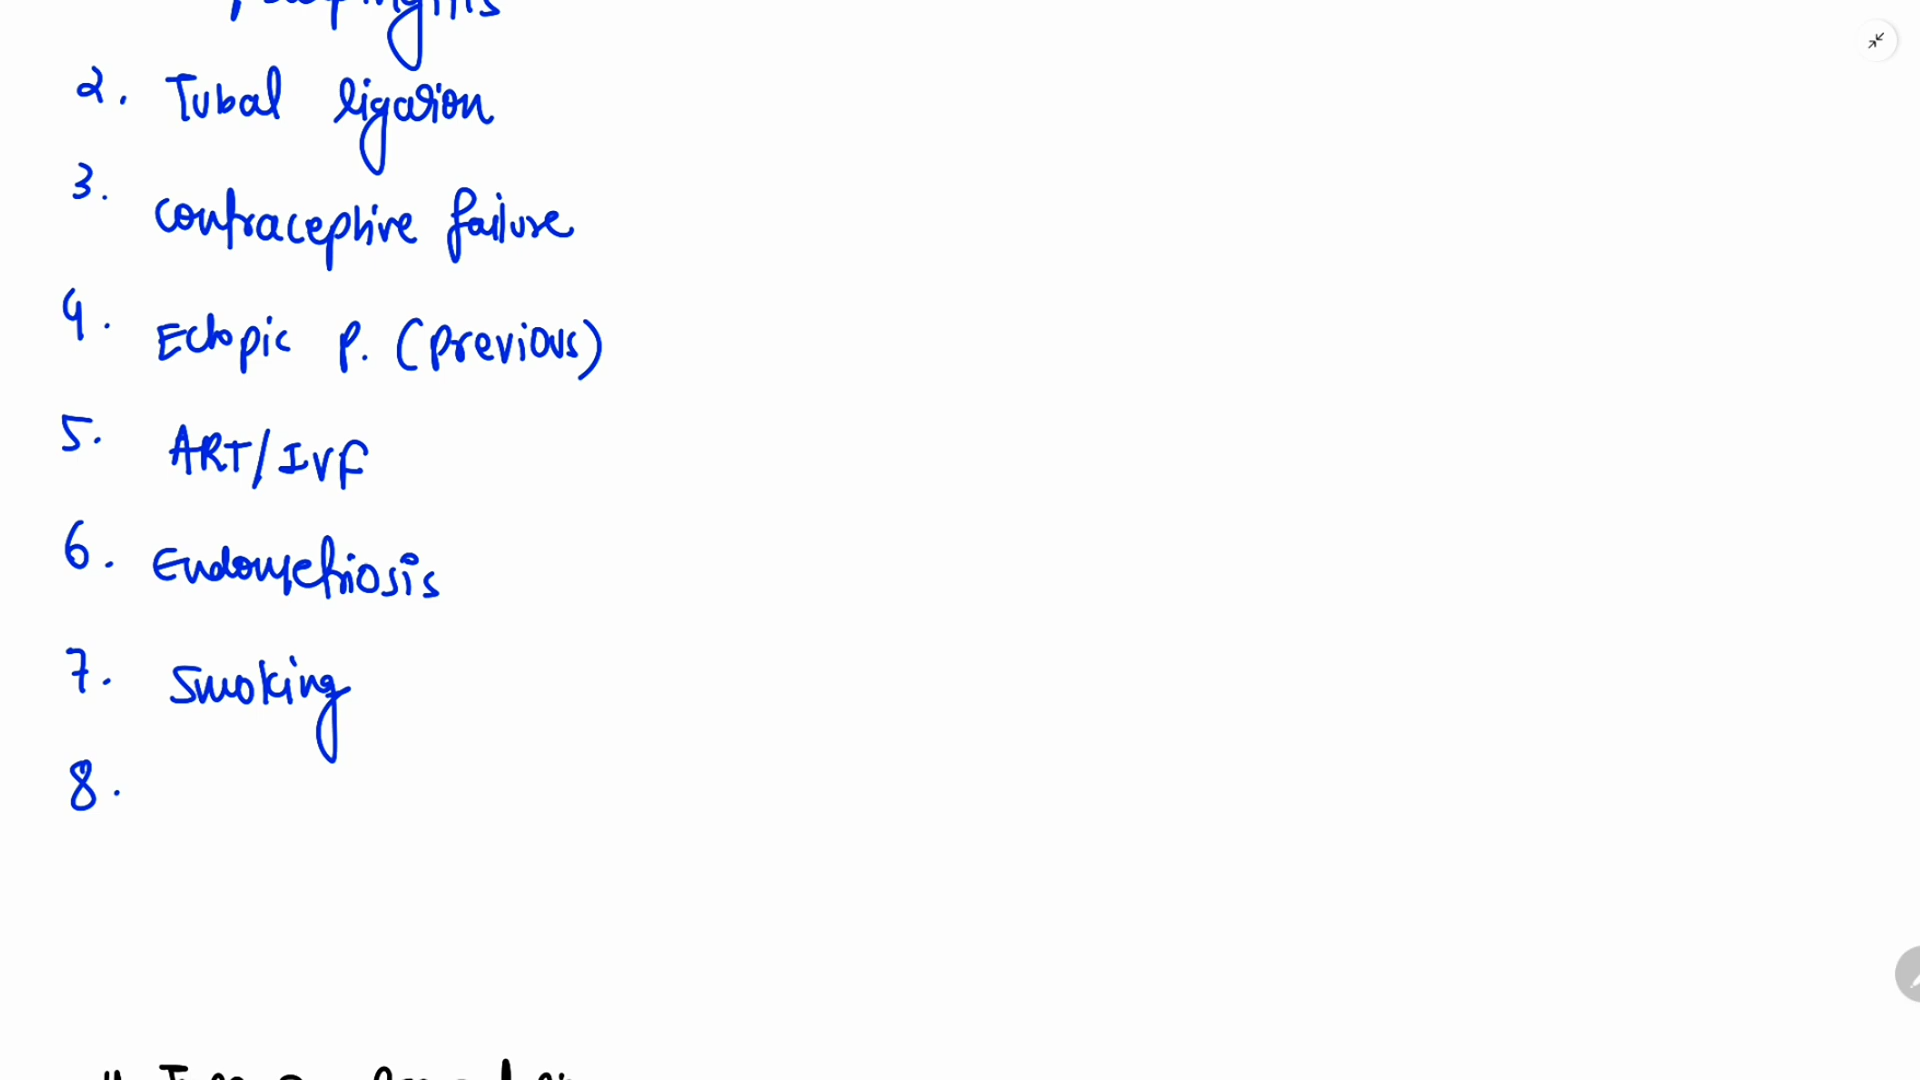 2. Tubal ligation
3. Contraceptive failure
4. Ectopic P. (previous)
5. ART/IVF
6. Endometriosis
7. Smoking
8.